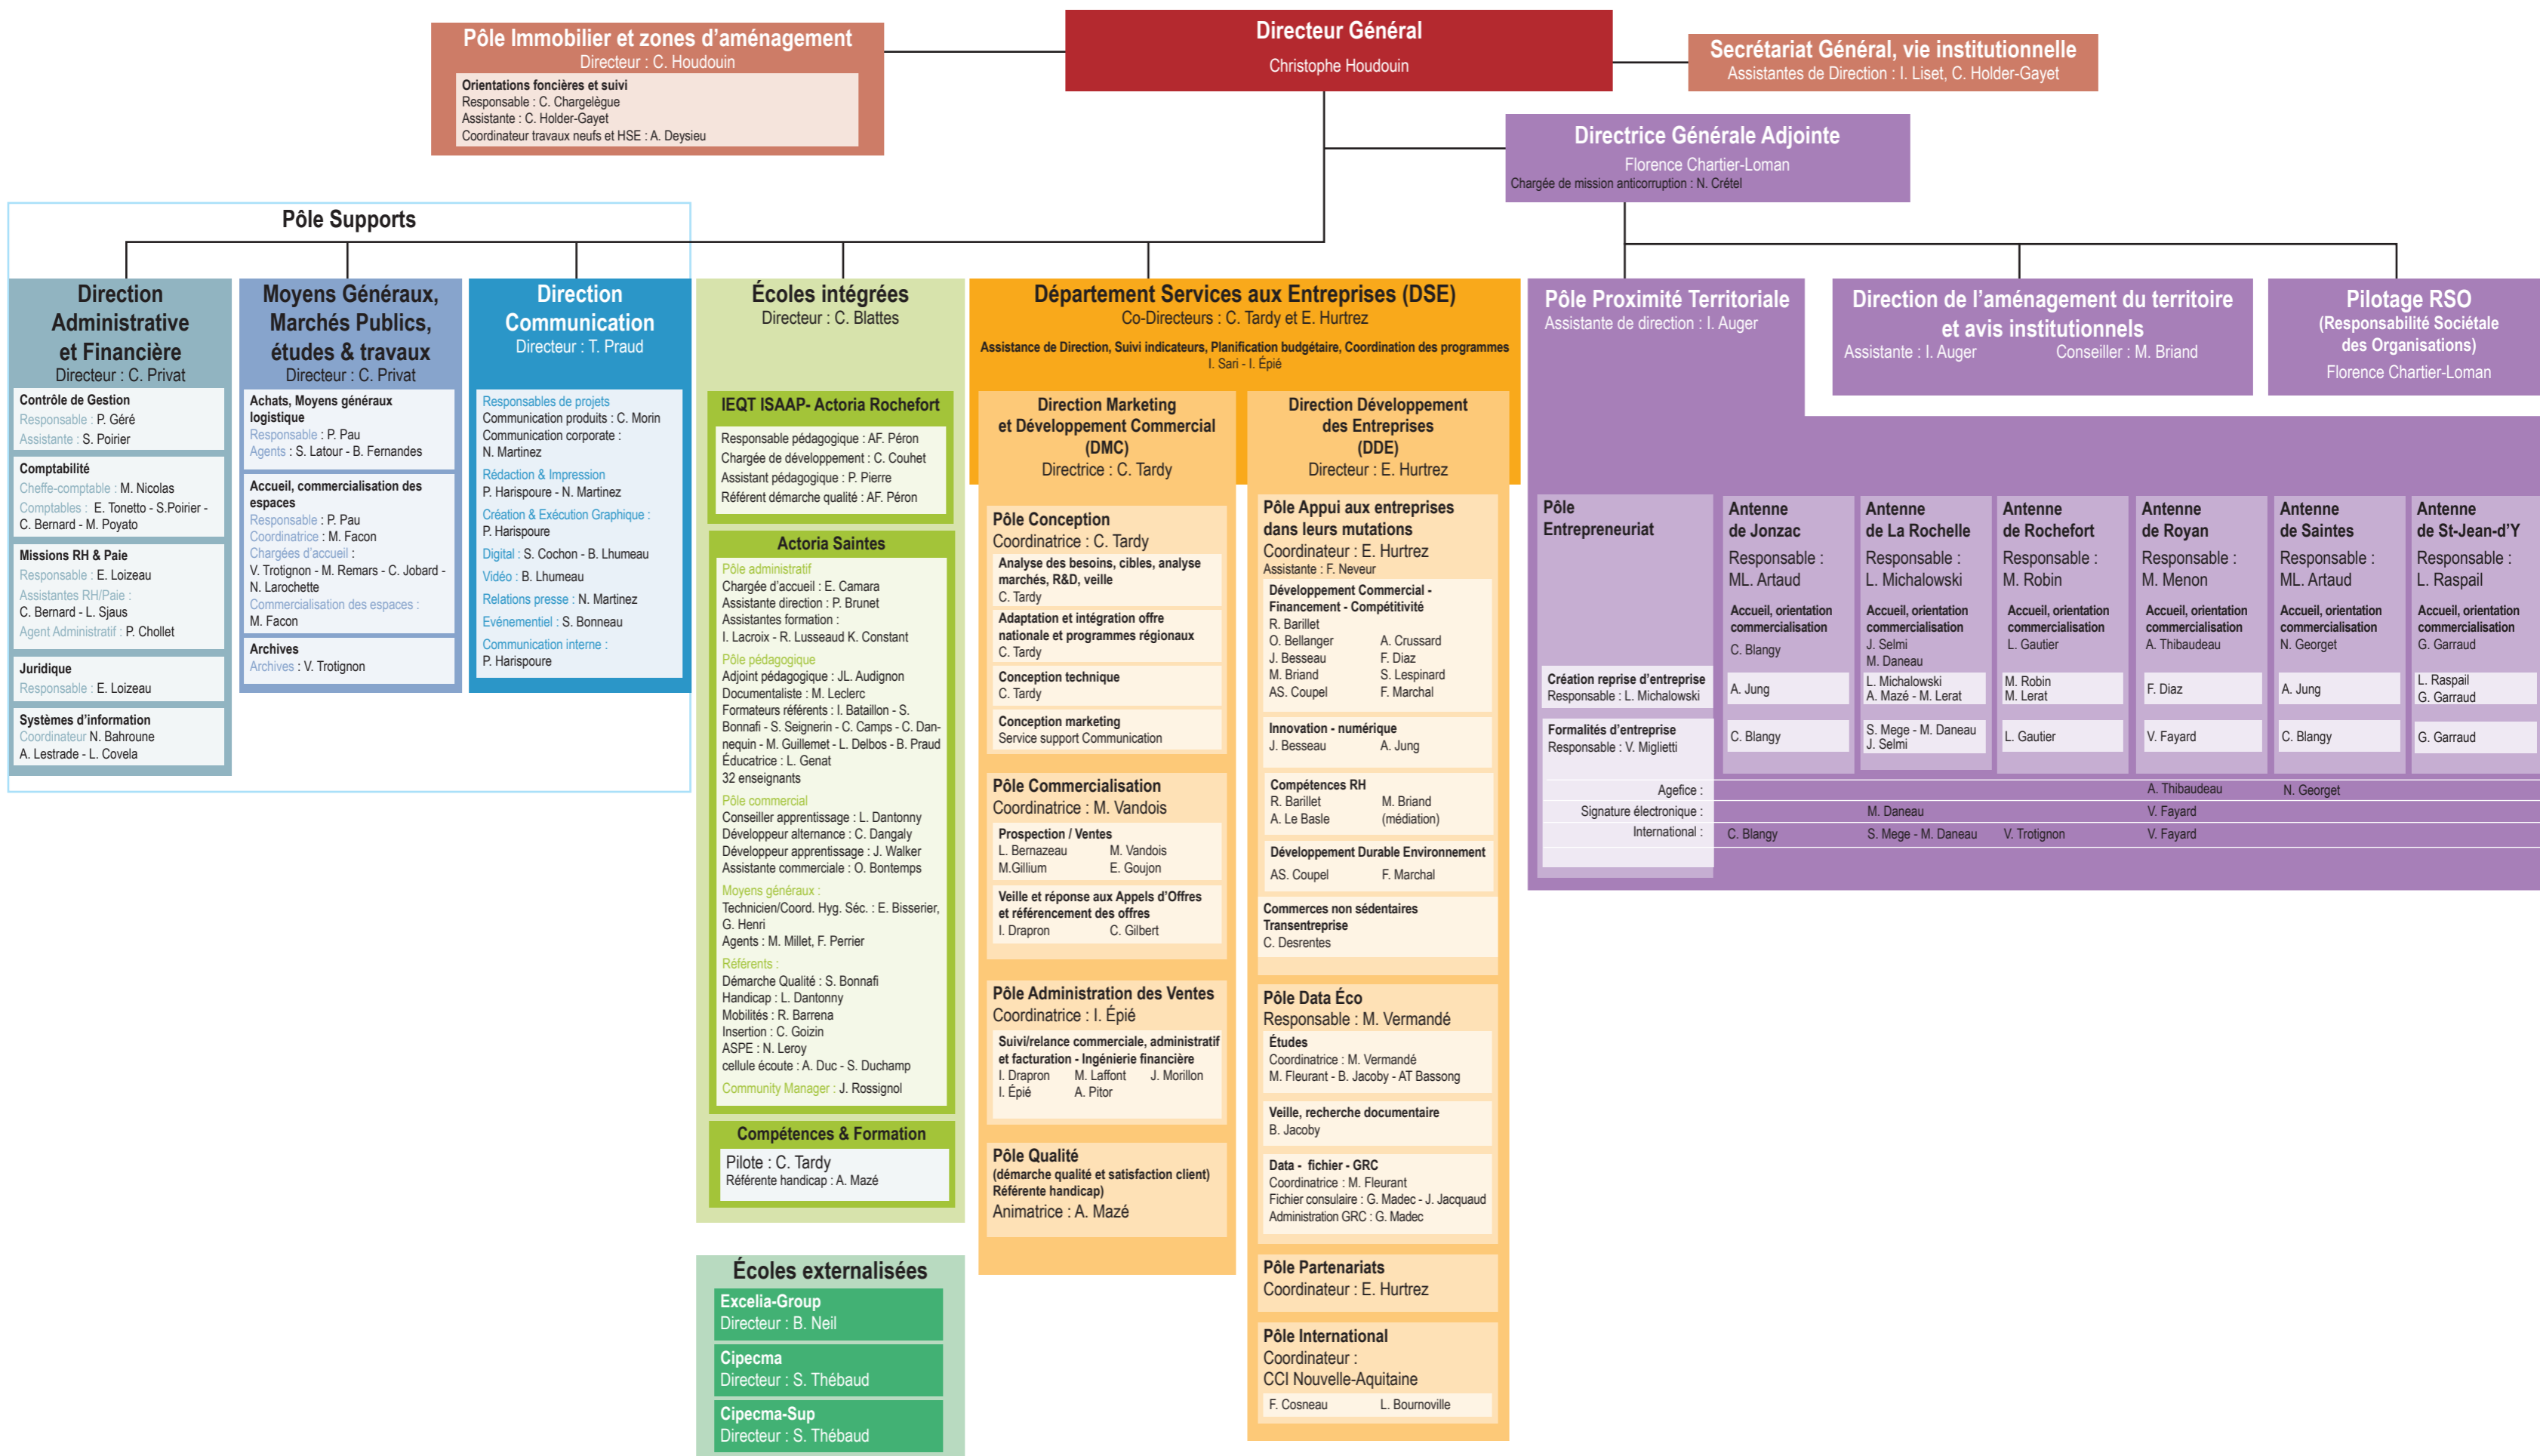 Pôle Immobilier et zones d’aménagement
Directeur : C. Houdouin
Orientations foncières et suivi
Responsable : C. Chargelègue
Assistante : C. Holder-Gayet
Coordinateur travaux neufs et HSE : A. Deysieu
Directeur Général
Christophe Houdouin
Secrétariat Général, vie institutionnelle
Assistantes de Direction : I. Liset, C. Holder-Gayet
Directrice Générale Adjointe
Florence Chartier-Loman
Chargée de mission anticorruption : N. Crétel
Pôle Supports
Direction
Administrative
et Financière
Directeur : C. Privat
Contrôle de Gestion
Responsable : P. Géré
Assistante : S. Poirier
Comptabilité
Cheffe-comptable : M. Nicolas
Comptables : E. Tonetto - S.Poirier -
C. Bernard - M. Poyato
Missions RH & Paie
Responsable : E. Loizeau
Assistantes RH/Paie :
C. Bernard - L. Sjaus
Agent Administratif : P. Chollet
Juridique
Responsable : E. Loizeau
Systèmes d’information
Coordinateur N. Bahroune
A. Lestrade - L. Covela
Moyens Généraux,
Marchés Publics,
études & travaux
Directeur : C. Privat
Achats, Moyens généraux
logistique
Responsable : P. Pau
Agents : S. Latour - B. Fernandes
Accueil, commercialisation des
espaces
Responsable : P. Pau
Coordinatrice : M. Facon
Chargées d’accueil :
V. Trotignon - M. Remars - C. Jobard -
N. Larochette
Commercialisation des espaces :
M. Facon
Archives
Archives : V. Trotignon
Direction
Communication
Directeur : T. Praud
Responsables de projets
Communication produits : C. Morin
Communication corporate :
N. Martinez
Rédaction & Impression
P. Harispoure - N. Martinez
Création & Exécution Graphique :
P. Harispoure
Digital : S. Cochon - B. Lhumeau
Vidéo : B. Lhumeau
Relations presse : N. Martinez
Evénementiel : S. Bonneau
Communication interne :
P. Harispoure
Écoles intégrées
Directeur : C. Blattes
IEQT ISAAP- Actoria Rochefort
Responsable pédagogique : AF. Péron
Chargée de développement : C. Couhet
Assistant pédagogique : P. Pierre
Référent démarche qualité : AF. Péron
Actoria Saintes
Pôle administratif
Chargée d’accueil : E. Camara
Assistante direction : P. Brunet
Assistantes formation :
I. Lacroix - R. Lusseaud K. Constant
Pôle pédagogique
Adjoint pédagogique : JL. Audignon
Documentaliste : M. Leclerc
Formateurs référents : I. Bataillon - S.
Bonnafi - S. Seignerin - C. Camps - C. Dan-
nequin - M. Guillemet - L. Delbos - B. Praud
Éducatrice : L. Genat
32 enseignants
Pôle commercial
Conseiller apprentissage : L. Dantonny
Développeur alternance : C. Dangaly
Développeur apprentissage : J. Walker
Assistante commerciale : O. Bontemps
Moyens généraux :
Technicien/Coord. Hyg. Séc. : E. Bisserier,
G. Henri
Agents : M. Millet, F. Perrier
Référents :
Démarche Qualité : S. Bonnafi
Handicap : L. Dantonny
Mobilités : R. Barrena
Insertion : C. Goizin
ASPE : N. Leroy
cellule écoute : A. Duc - S. Duchamp
Community Manager : J. Rossignol
Compétences & Formation
Pilote : C. Tardy
Référente handicap : A. Mazé
Écoles externalisées
Excelia-Group
Directeur : B. Neil
Cipecma
Directeur : S. Thébaud
Cipecma-Sup
Directeur : S. Thébaud
Département Services aux Entreprises (DSE)
Co-Directeurs : C. Tardy et E. Hurtrez
Assistance de Direction, Suivi indicateurs, Planification budgétaire, Coordination des programmes
I. Sari - I. Épié
Direction Marketing
et Développement Commercial
(DMC)
Directrice : C. Tardy
Pôle Conception
Coordinatrice : C. Tardy
Analyse des besoins, cibles, analyse
marchés, R&D, veille
C. Tardy
Adaptation et intégration offre
nationale et programmes régionaux
C. Tardy
Conception technique
C. Tardy
Conception marketing
Service support Communication
Pôle Commercialisation
Coordinatrice : M. Vandois
Prospection / Ventes
L. Bernazeau M. Vandois
M.Gillium E. Goujon
Veille et réponse aux Appels d’Offres
et référencement des offres
I. Drapron C. Gilbert
Pôle Administration des Ventes
Coordinatrice : I. Épié
Suivi/relance commerciale, administratif
et facturation - Ingénierie financière
I. Drapron M. Laffont J. Morillon
I. Épié A. Pitor
Pôle Qualité
(démarche qualité et satisfaction client)
Référente handicap)
Animatrice : A. Mazé
Direction Développement
des Entreprises
(DDE)
Directeur : E. Hurtrez
Pôle Appui aux entreprises
dans leurs mutations
Coordinateur : E. Hurtrez
Assistante : F. Neveur
Développement Commercial -
Financement - Compétitivité
R. Barillet
O. Bellanger A. Crussard
J. Besseau F. Diaz
M. Briand S. Lespinard
AS. Coupel F. Marchal
Innovation - numérique
J. Besseau A. Jung
Compétences RH
R. Barillet M. Briand
A. Le Basle (médiation)
Développement Durable Environnement
AS. Coupel F. Marchal
Commerces non sédentaires
Transentreprise
C. Desrentes
Pôle Data Éco
Responsable : M. Vermandé
Études
Coordinatrice : M. Vermandé
M. Fleurant - B. Jacoby - AT Bassong
Veille, recherche documentaire
B. Jacoby
Data - fichier - GRC
Coordinatrice : M. Fleurant
Fichier consulaire : G. Madec - J. Jacquaud
Administration GRC : G. Madec
Pôle Partenariats
Coordinateur : E. Hurtrez
Pôle International
Coordinateur :
CCI Nouvelle-Aquitaine
F. Cosneau L. Bournoville
Pôle Proximité Territoriale
Assistante de direction : I. Auger
Direction de l’aménagement du territoire
et avis institutionnels
Assistante : I. Auger Conseiller : M. Briand
Pilotage RSO
(Responsabilité Sociétale
des Organisations)
Florence Chartier-Loman
Pôle
Entrepreneuriat
Création reprise d’entreprise
Responsable : L. Michalowski
Formalités d’entreprise
Responsable : V. Miglietti
Antenne
de Jonzac
Responsable :
ML. Artaud
Accueil, orientation
commercialisation
C. Blangy
A. Jung
C. Blangy
Antenne
de La Rochelle
Responsable :
L. Michalowski
Accueil, orientation
commercialisation
J. Selmi
M. Daneau
L. Michalowski
A. Mazé - M. Lerat
S. Mege - M. Daneau
J. Selmi
Antenne
de Rochefort
Responsable :
M. Robin
Accueil, orientation
commercialisation
L. Gautier
M. Robin
M. Lerat
L. Gautier
Antenne
de Royan
Responsable :
M. Menon
Accueil, orientation
commercialisation
A. Thibaudeau
F. Diaz
V. Fayard
Antenne
de Saintes
Responsable :
ML. Artaud
Accueil, orientation
commercialisation
N. Georget
A. Jung
C. Blangy
Antenne
de St-Jean-d’Y
Responsable :
L. Raspail
Accueil, orientation
commercialisation
G. Garraud
L. Raspail
G. Garraud
G. Garraud
Agefice : A. Thibaudeau N. Georget
Signature électronique : M. Daneau V. Fayard
International : C. Blangy S. Mege - M. Daneau V. Trotignon V. Fayard